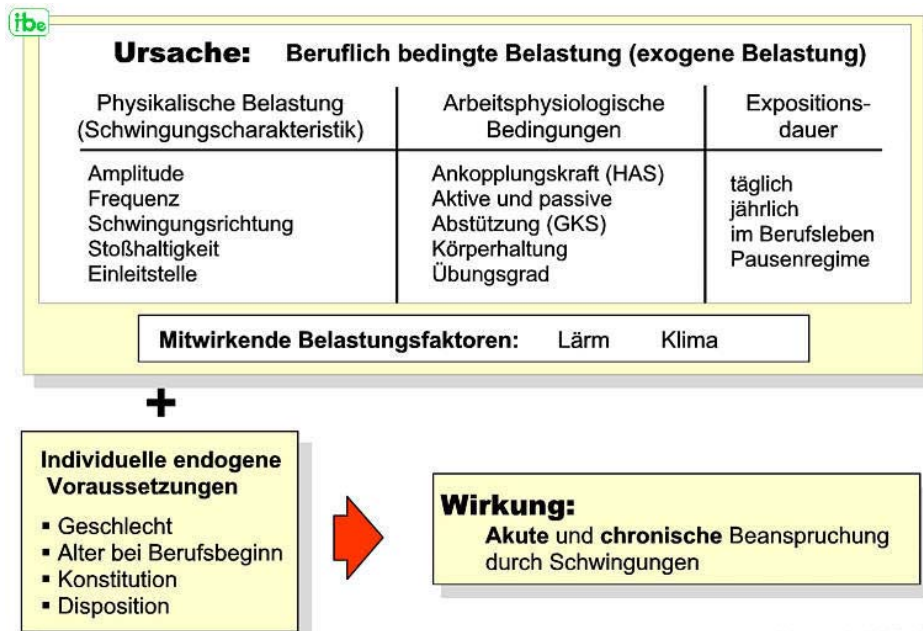 ibe
Ursache: Beruflich bedingte Belastung (exogene Belastung)
Physikalische Belastung
(Schwingungscharakteristik)
Amplitude
Frequenz
Schwingungsrichtung
Stoßhaltigkeit
Einleitstelle
Arbeitsphysiologische
Bedingungen
Ankopplungskraft (HAS)
Aktive und passive
Abstützung (GKS)
Körperhaltung
Übungsgrad
Expositions-
dauer
täglich
jährlich
im Berufsleben
Pausenregime
Mitwirkende Belastungsfaktoren: Lärm Klima
+
Individuelle endogene
Voraussetzungen
▪ Geschlecht
▪ Alter bei Berufsbeginn
▪ Konstitution
▪ Disposition
Wirkung:
Akute und chronische Beanspruchung
durch Schwingungen